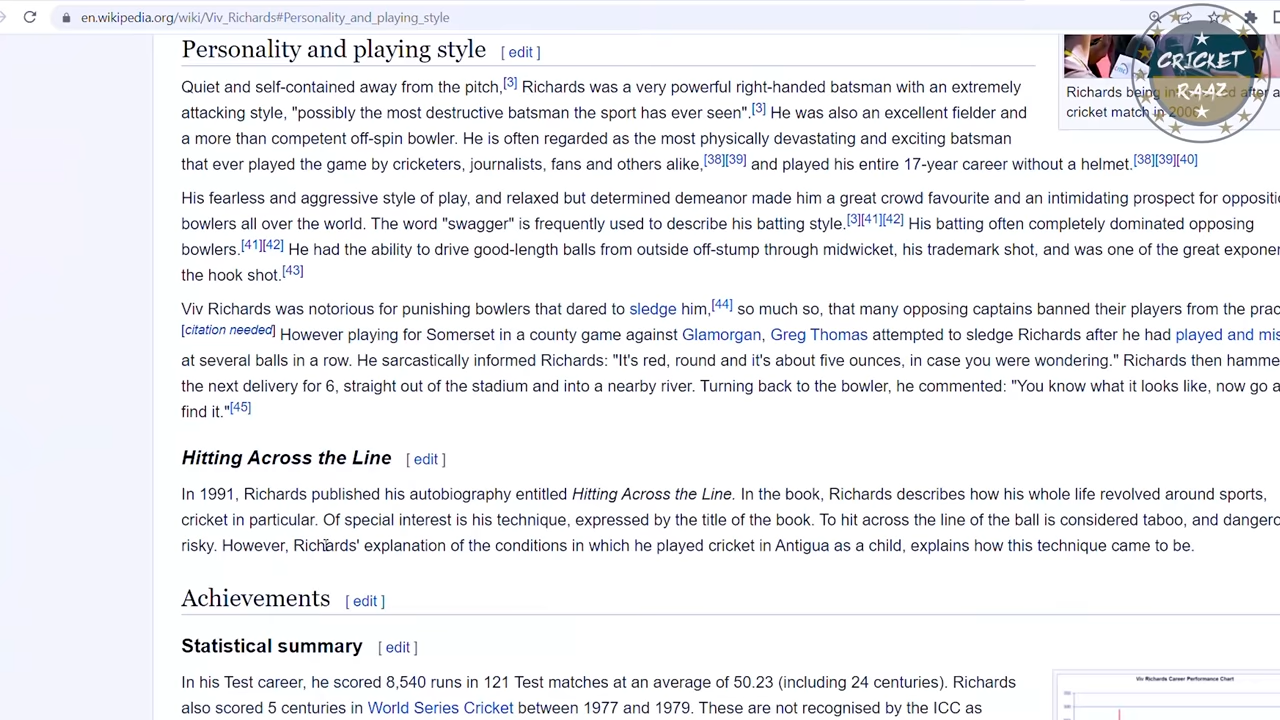 en.wikipedia.org/wiki/Viv_Richards#Personality_and_playing_style
CRICKET
RAAZ
Personality and playing style [ edit ]
Richards being in after a
cricket match in 2006
Quiet and self-contained away from the pitch,[3] Richards was a very powerful right-handed batsman with an extremely
attacking style, "possibly the most destructive batsman the sport has ever seen".[3] He was also an excellent fielder and
a more than competent off-spin bowler. He is often regarded as the most physically devastating and exciting batsman
that ever played the game by cricketers, journalists, fans and others alike,[38][39] and played his entire 17-year career without a helmet.[38][39][40]
His fearless and aggressive style of play, and relaxed but determined demeanor made him a great crowd favourite and an intimidating prospect for oppositi
bowlers all over the world. The word "swagger" is frequently used to describe his batting style.[3][41][42] His batting often completely dominated opposing
bowlers.[41][42] He had the ability to drive good-length balls from outside off-stump through midwicket, his trademark shot, and was one of the great exponen
the hook shot.[43]
Viv Richards was notorious for punishing bowlers that dared to sledge him,[44] so much so, that many opposing captains banned their players from the prac
[citation needed] However playing for Somerset in a county game against Glamorgan, Greg Thomas attempted to sledge Richards after he had played and mis
at several balls in a row. He sarcastically informed Richards: "It's red, round and it's about five ounces, in case you were wondering." Richards then hamme
the next delivery for 6, straight out of the stadium and into a nearby river. Turning back to the bowler, he commented: "You know what it looks like, now go a
find it."[45]
Hitting Across the Line [ edit ]
In 1991, Richards published his autobiography entitled Hitting Across the Line. In the book, Richards describes how his whole life revolved around sports,
cricket in particular. Of special interest is his technique, expressed by the title of the book. To hit across the line of the ball is considered taboo, and dangero
risky. However, Richards' explanation of the conditions in which he played cricket in Antigua as a child, explains how this technique came to be.
Achievements [ edit ]
Statistical summary [ edit ]
In his Test career, he scored 8,540 runs in 121 Test matches at an average of 50.23 (including 24 centuries). Richards
also scored 5 centuries in World Series Cricket between 1977 and 1979. These are not recognised by the ICC as
Viv Richards Career Performance Chart